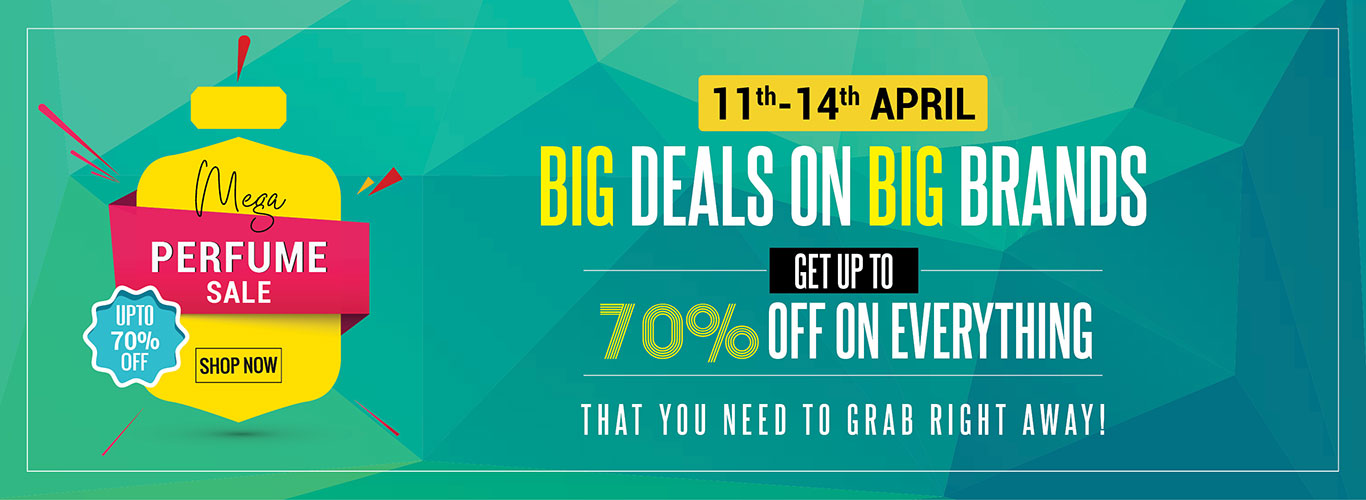 Mega
PERFUME
SALE
UPTO
70%
OFF
SHOP NOW
11th-14th APRIL
BIG DEALS ON BIG BRANDS
GET UP TO
70% OFF ON EVERYTHING
THAT YOU NEED TO GRAB RIGHT AWAY!